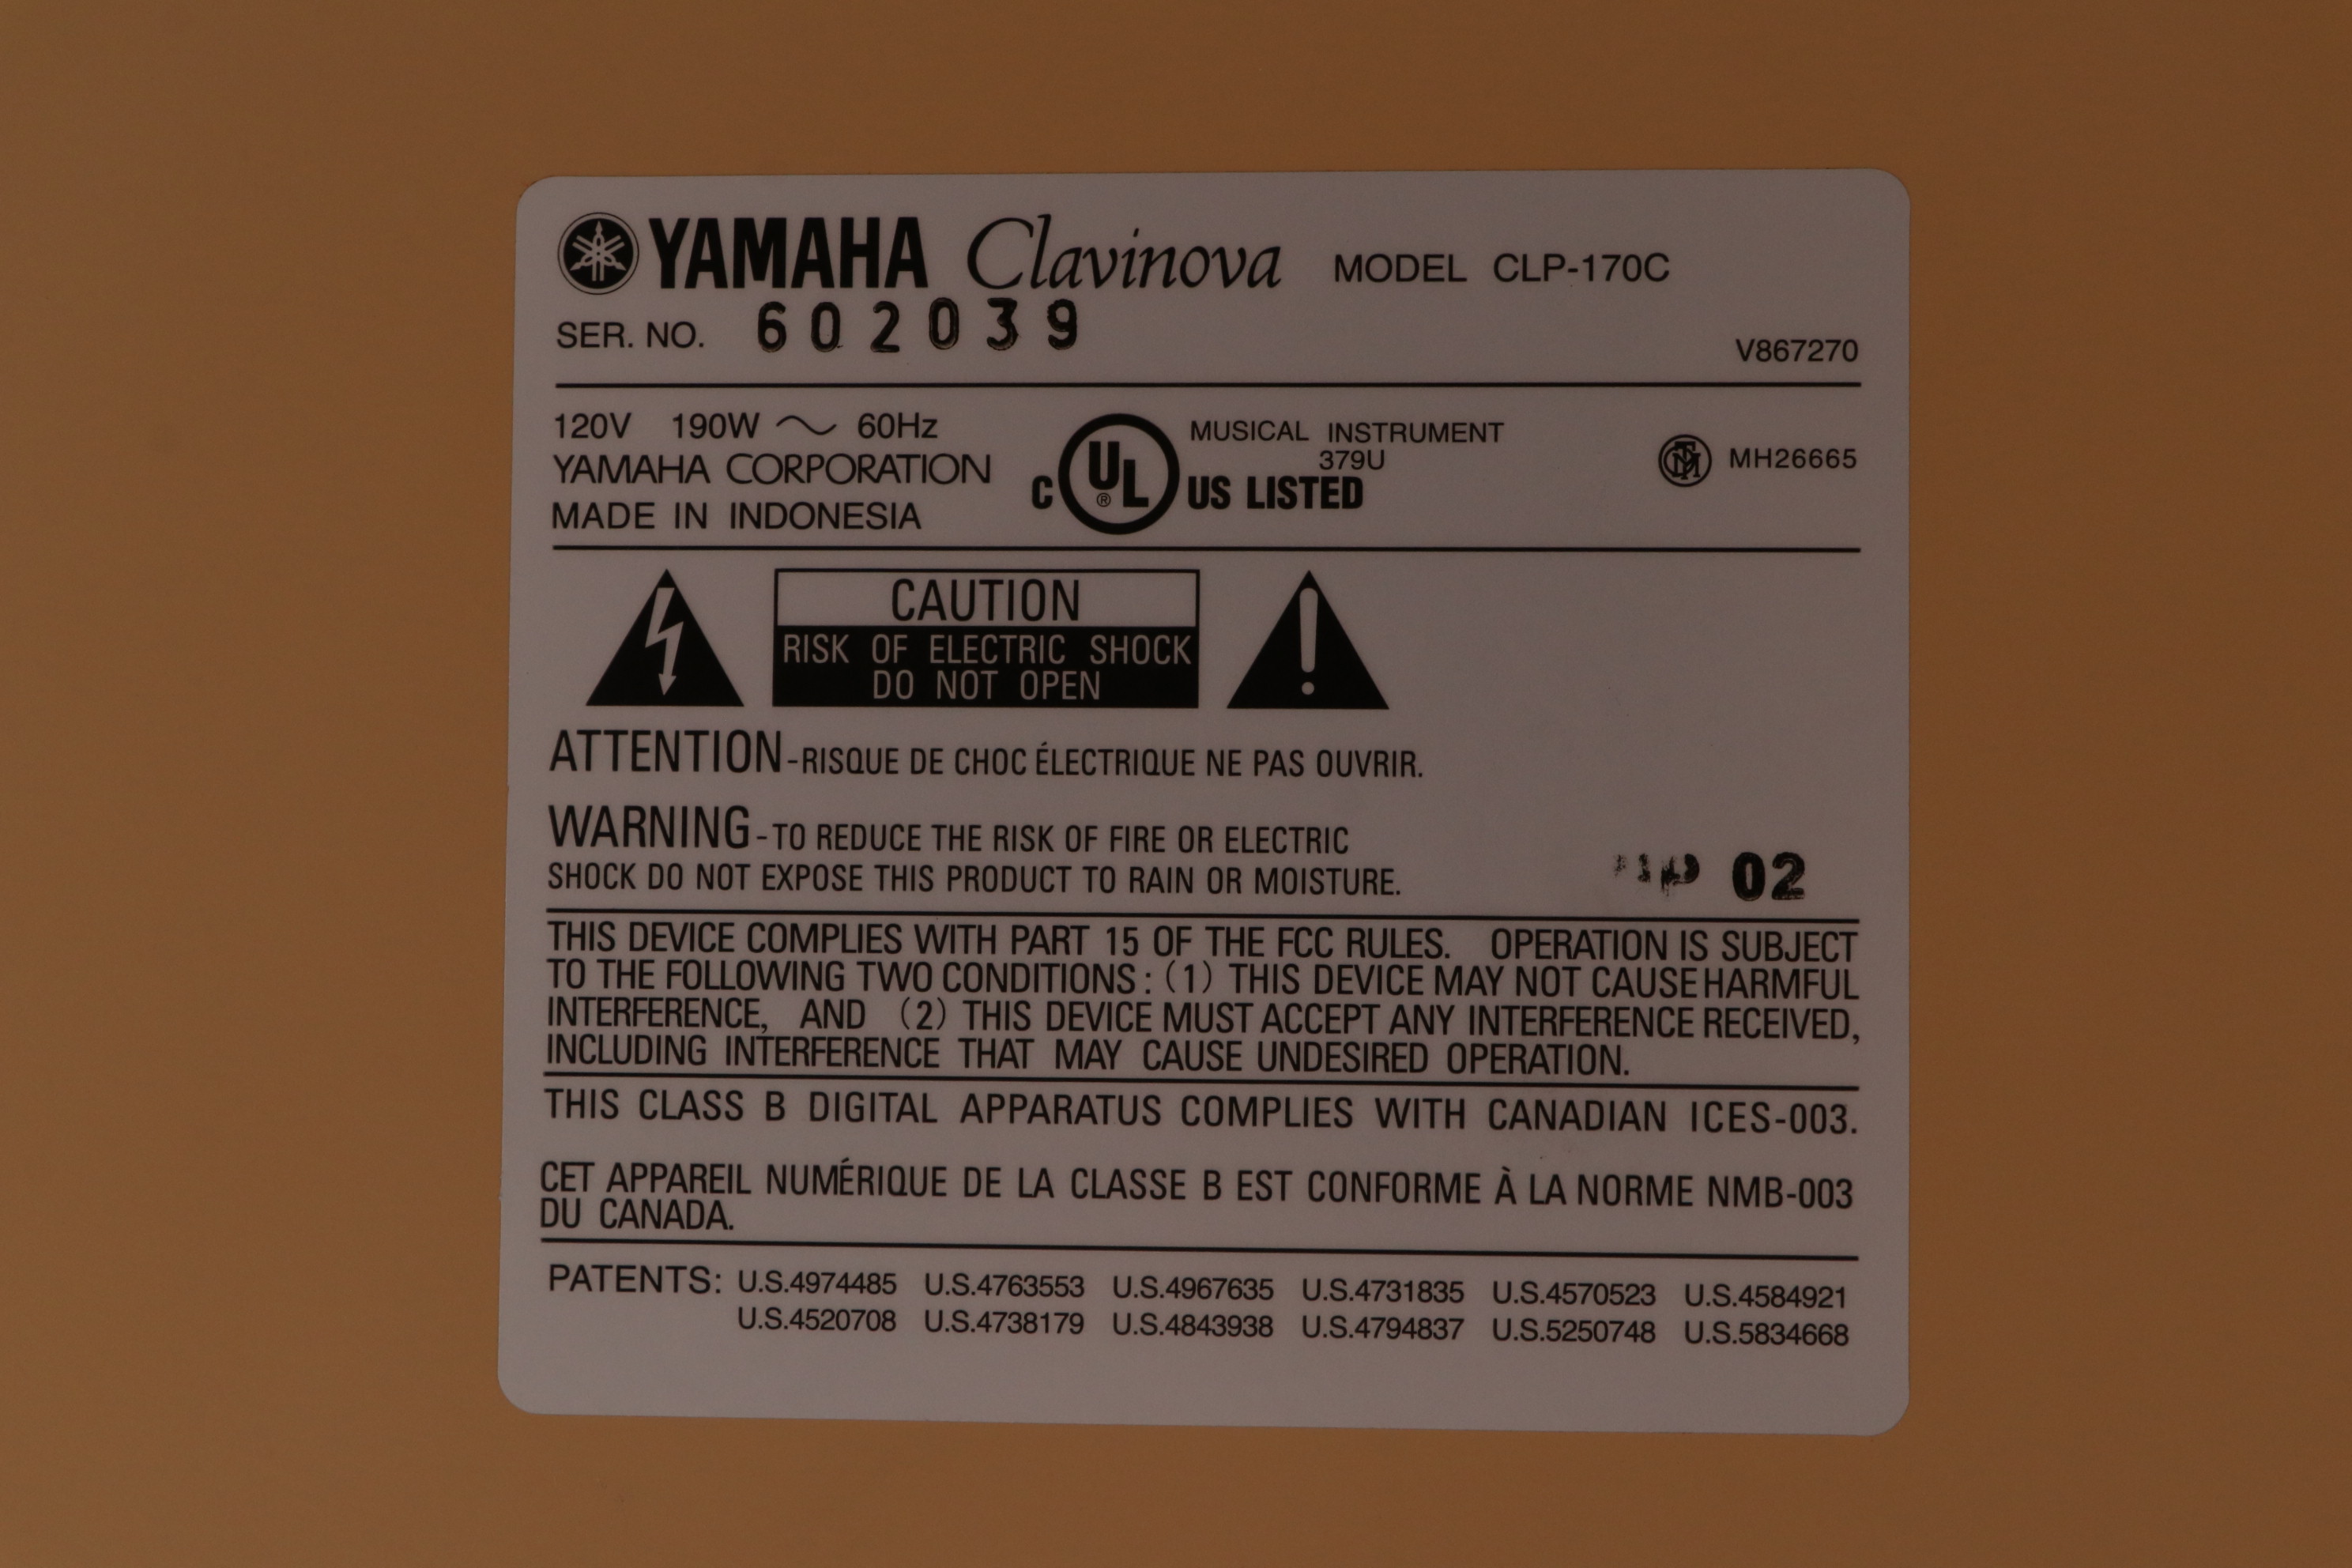 YAMAHA Clavinova MODEL CLP-170C
SER. NO. 602039
V867270
120V 190W ~ 60Hz
YAMAHA CORPORATION
MADE IN INDONESIA
MUSICAL INSTRUMENT
379U
C UL® US LISTED
MH26665
CAUTION
RISK OF ELECTRIC SHOCK
DO NOT OPEN
ATTENTION-RISQUE DE CHOC ÉLECTRIQUE NE PAS OUVRIR.
WARNING-TO REDUCE THE RISK OF FIRE OR ELECTRIC
SHOCK DO NOT EXPOSE THIS PRODUCT TO RAIN OR MOISTURE.
02
THIS DEVICE COMPLIES WITH PART 15 OF THE FCC RULES. OPERATION IS SUBJECT
TO THE FOLLOWING TWO CONDITIONS : (1) THIS DEVICE MAY NOT CAUSE HARMFUL
INTERFERENCE, AND (2) THIS DEVICE MUST ACCEPT ANY INTERFERENCE RECEIVED,
INCLUDING INTERFERENCE THAT MAY CAUSE UNDESIRED OPERATION.
THIS CLASS B DIGITAL APPARATUS COMPLIES WITH CANADIAN ICES-003.
CET APPAREIL NUMÉRIQUE DE LA CLASSE B EST CONFORME À LA NORME NMB-003
DU CANADA.
PATENTS: U.S.4974485 U.S.4763553 U.S.4967635 U.S.4731835 U.S.4570523 U.S.4584921
U.S.4520708 U.S.4738179 U.S.4843938 U.S.4794837 U.S.5250748 U.S.5834668